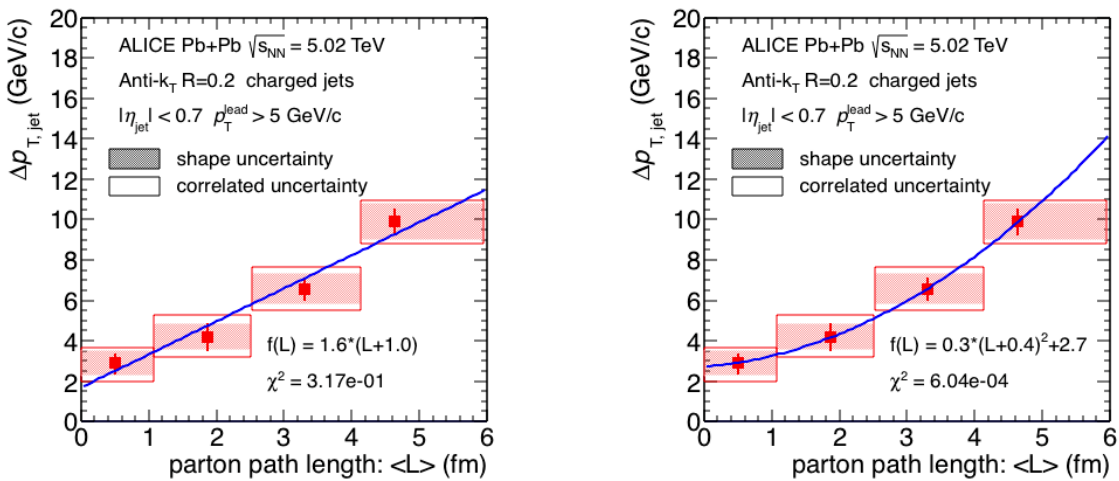 20
18
16
14
12
10
8
6
4
2
0
Δp_T, jet (GeV/c)
ALICE Pb+Pb √s_NN = 5.02 TeV
Anti-k_T R=0.2 charged jets
|η_jet| < 0.7 p_T^lead > 5 GeV/c
shape uncertainty
correlated uncertainty
f(L) = 1.6*(L+1.0)
χ² = 3.17e-01
0 1 2 3 4 5 6
parton path length: <L> (fm)
20
18
16
14
12
10
8
6
4
2
0
Δp_T, jet (GeV/c)
ALICE Pb+Pb √s_NN = 5.02 TeV
Anti-k_T R=0.2 charged jets
|η_jet| < 0.7 p_T^lead > 5 GeV/c
shape uncertainty
correlated uncertainty
f(L) = 0.3*(L+0.4)²+2.7
χ² = 6.04e-04
0 1 2 3 4 5 6
parton path length: <L> (fm)